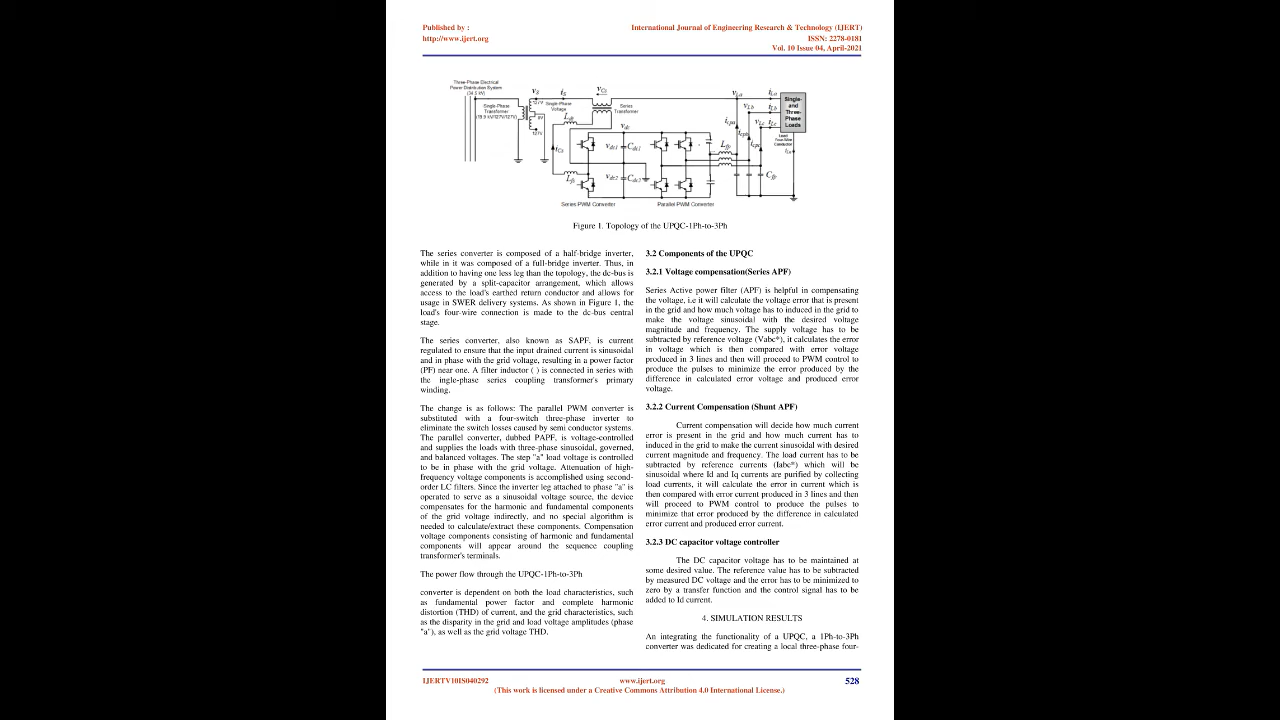 Published by :
International Journal of Engineering Research & Technology (IJERT)
http://www.ijert.org
ISSN: 2278-0181
Vol. 10 Issue 04, April-2021
Three-Phase Electrical
Power Distribution System
(34.5 kV)
Single-Phase
Transformer
(19.9 kV/127V/127V)
127V
0V
127V
Single-Phase
Voltage
Series
Transformer
Single-
and
Three-
Phase
Loads
Load
Four-Wire
Conductor
Series PWM Converter
Parallel PWM Converter
Figure 1. Topology of the UPQC-1Ph-to-3Ph
The series converter is composed of a half-bridge inverter,
while in it was composed of a full-bridge inverter. Thus, in
addition to having one less leg than the topology, the dc-bus is
generated by a split-capacitor arrangement, which allows
access to the load's earthed return conductor and allows for
usage in SWER delivery systems. As shown in Figure 1, the
load's four-wire connection is made to the dc-bus central
stage.
The series converter, also known as SAPF, is current
regulated to ensure that the input drained current is sinusoidal
and in phase with the grid voltage, resulting in a power factor
(PF) near one. A filter inductor ( ) is connected in series with
the ingle-phase series coupling transformer's primary
winding.
The change is as follows: The parallel PWM converter is
substituted with a four-switch three-phase inverter to
eliminate the switch losses caused by semi conductor systems.
The parallel converter, dubbed PAPF, is voltage-controlled
and supplies the loads with three-phase sinusoidal, governed,
and balanced voltages. The step "a" load voltage is controlled
to be in phase with the grid voltage. Attenuation of high-
frequency voltage components is accomplished using second-
order LC filters. Since the inverter leg attached to phase "a" is
operated to serve as a sinusoidal voltage source, the device
compensates for the harmonic and fundamental components
of the grid voltage indirectly, and no special algorithm is
needed to calculate/extract these components. Compensation
voltage components consisting of harmonic and fundamental
components will appear around the sequence coupling
transformer's terminals.
The power flow through the UPQC-1Ph-to-3Ph
converter is dependent on both the load characteristics, such
as fundamental power factor and complete harmonic
distortion (THD) of current, and the grid characteristics, such
as the disparity in the grid and load voltage amplitudes (phase
"a"), as well as the grid voltage THD.
3.2 Components of the UPQC
3.2.1 Voltage compensation(Series APF)
Series Active power filter (APF) is helpful in compensating
the voltage, i.e it will calculate the voltage error that is present
in the grid and how much voltage has to induced in the grid to
make the voltage sinusoidal with the desired voltage
magnitude and frequency. The supply voltage has to be
subtracted by reference voltage (Vabc*), it calculates the error
in voltage which is then compared with error voltage
produced in 3 lines and then will proceed to PWM control to
produce the pulses to minimize the error produced by the
difference in calculated error voltage and produced error
voltage.
3.2.2 Current Compensation (Shunt APF)
Current compensation will decide how much current
error is present in the grid and how much current has to
induced in the grid to make the current sinusoidal with desired
current magnitude and frequency. The load current has to be
subtracted by reference currents (Iabc*) which will be
sinusoidal where Id and Iq currents are purified by collecting
load currents, it will calculate the error in current which is
then compared with error current produced in 3 lines and then
will proceed to PWM control to produce the pulses to
minimize that error produced by the difference in calculated
error current and produced error current.
3.2.3 DC capacitor voltage controller
The DC capacitor voltage has to be maintained at
some desired value. The reference value has to be subtracted
by measured DC voltage and the error has to be minimized to
zero by a transfer function and the control signal has to be
added to Id current.
4. SIMULATION RESULTS
An integrating the functionality of a UPQC, a 1Ph-to-3Ph
converter was dedicated for creating a local three-phase four-
IJERTV10IS040292
www.ijert.org
528
(This work is licensed under a Creative Commons Attribution 4.0 International License.)